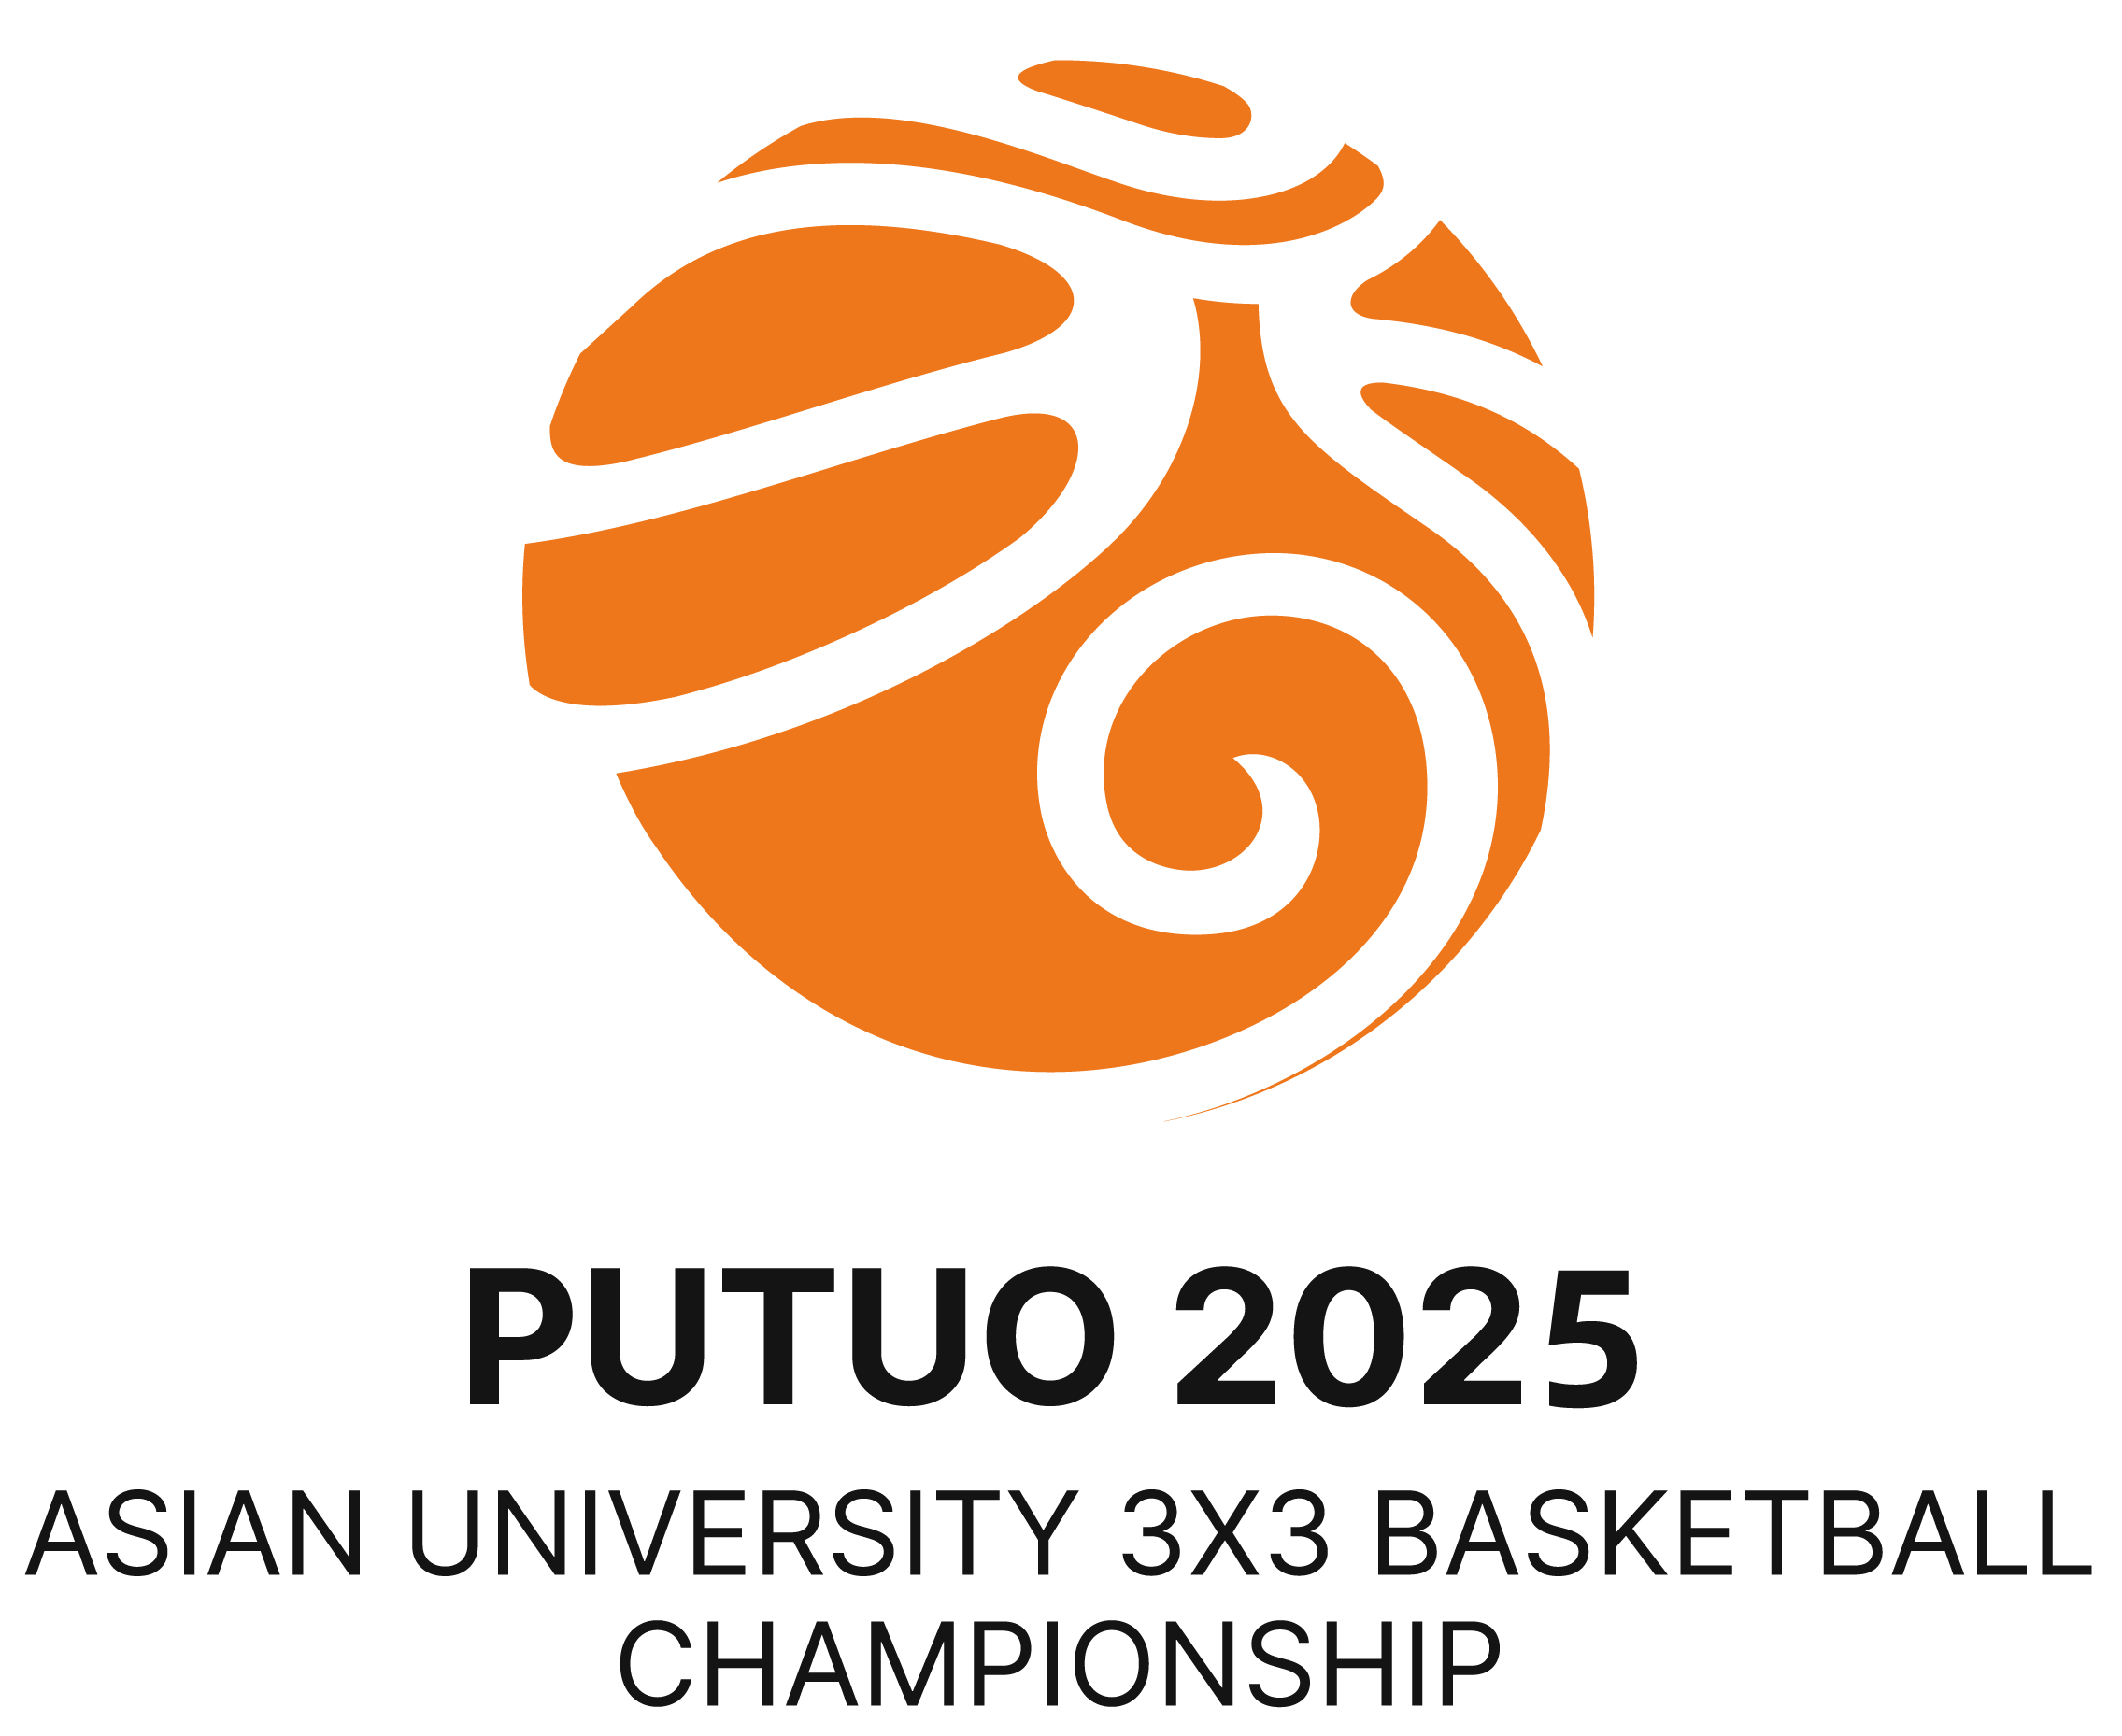 PUTUO 2025
ASIAN UNIVERSITY 3X3 BASKETBALL
CHAMPIONSHIP